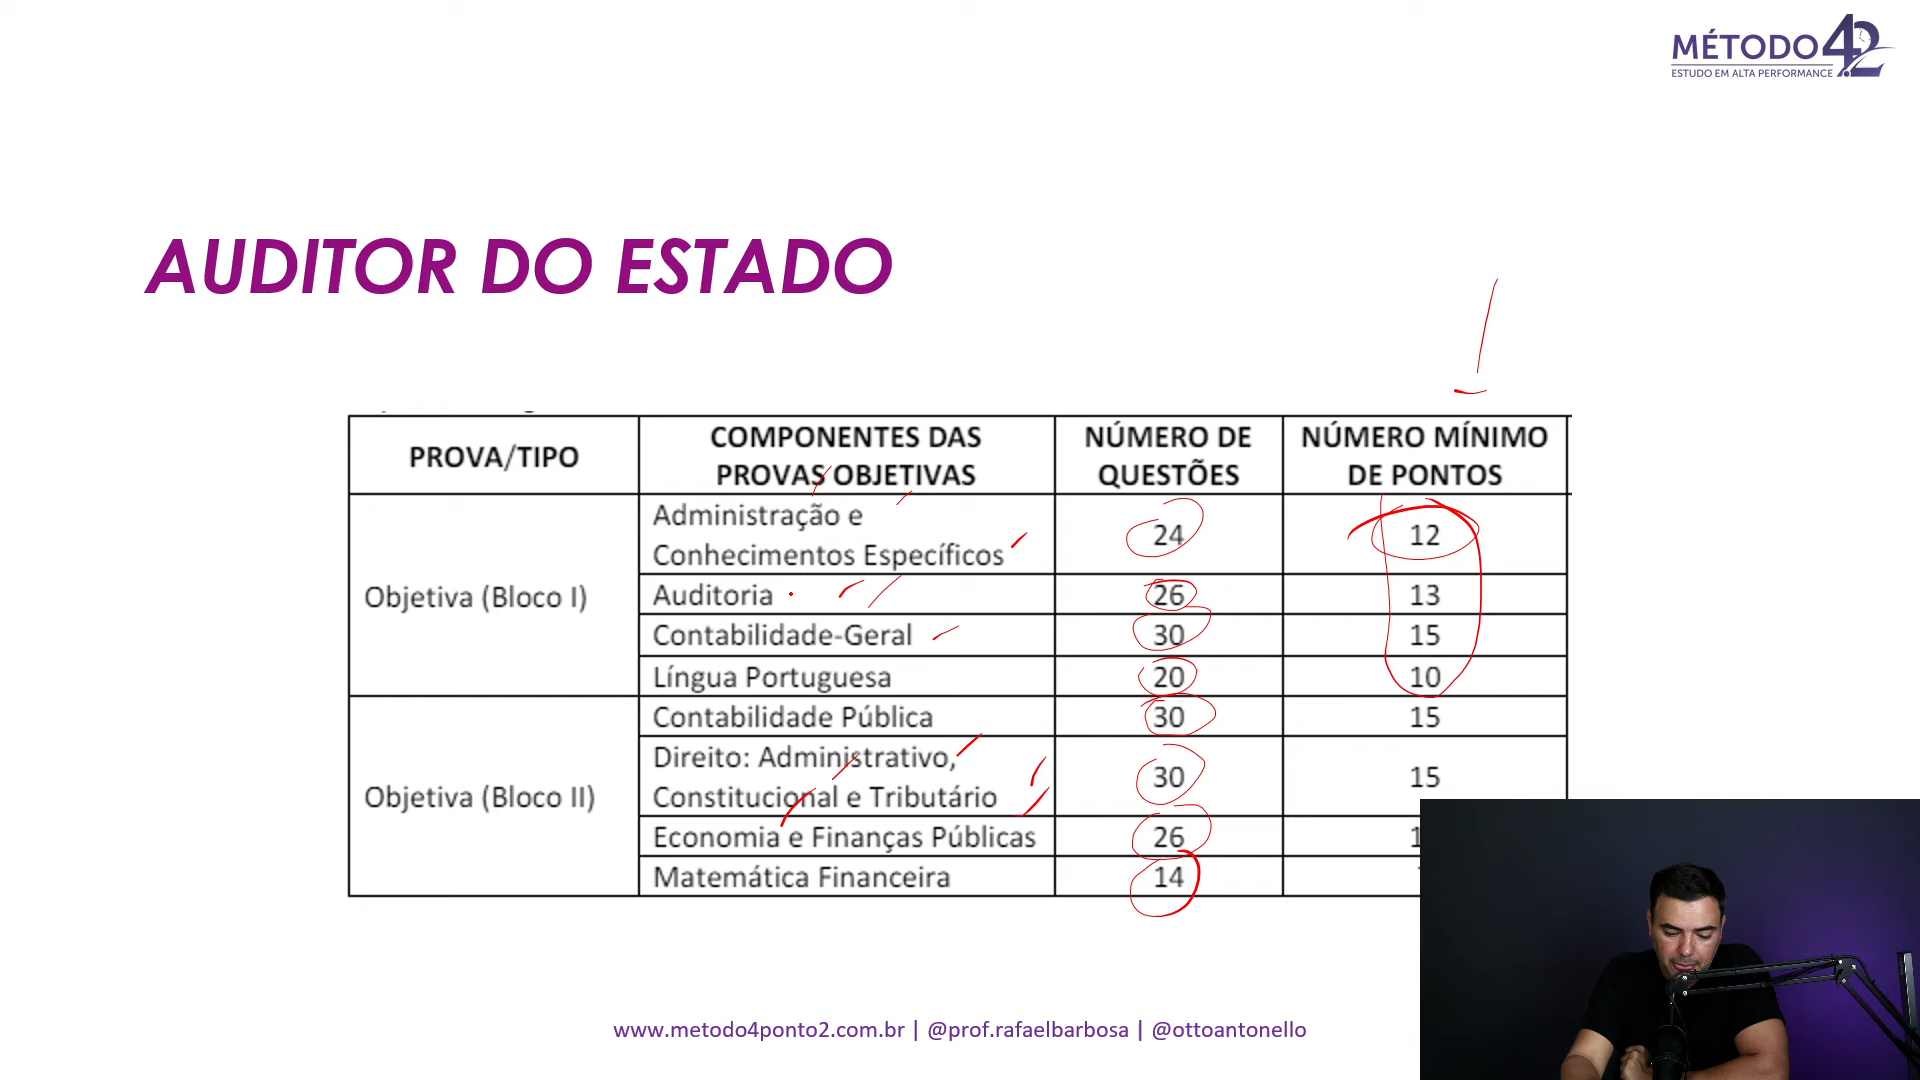 MÉTODO 4.2
ESTUDO EM ALTA PERFORMANCE
AUDITOR DO ESTADO
PROVA/TIPO
COMPONENTES DAS
PROVAS OBJETIVAS
NÚMERO DE
QUESTÕES
NÚMERO MÍNIMO
DE PONTOS
Objetiva (Bloco I)
Administração e
Conhecimentos Específicos
24
12
Auditoria
26
13
Contabilidade-Geral
30
15
Língua Portuguesa
20
10
Objetiva (Bloco II)
Contabilidade Pública
30
15
Direito: Administrativo,
Constitucional e Tributário
30
15
Economia e Finanças Públicas
26
Matemática Financeira
14
www.metodo4ponto2.com.br | @prof.rafaelbarbosa | @ottoantonello